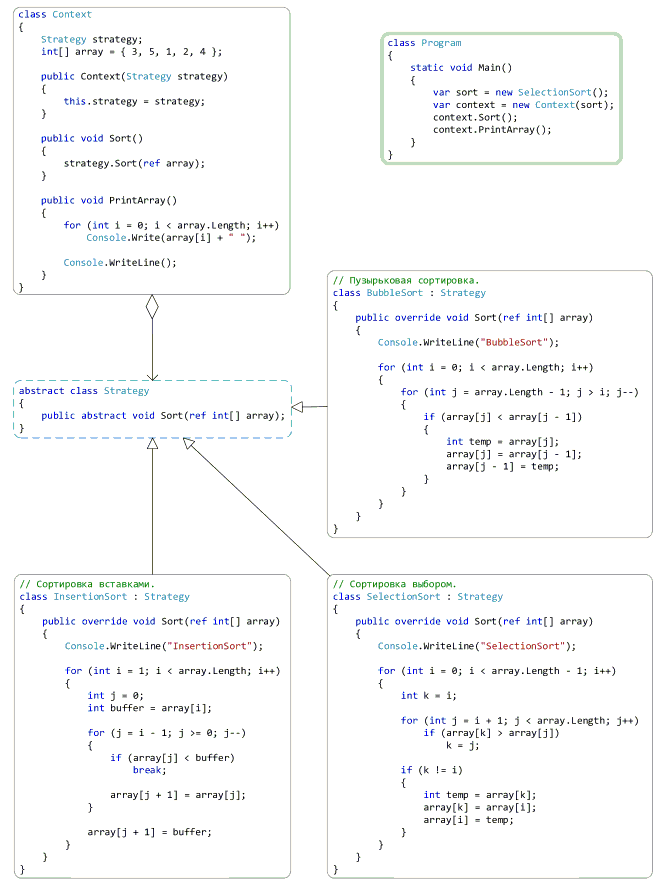 class Context
{
    Strategy strategy;
    int[] array = { 3, 5, 1, 2, 4 };

    public Context(Strategy strategy)
    {
        this.strategy = strategy;
    }

    public void Sort()
    {
        strategy.Sort(ref array);
    }

    public void PrintArray()
    {
        for (int i = 0; i < array.Length; i++)
            Console.Write(array[i] + " ");

        Console.WriteLine();
    }
}
class Program
{
    static void Main()
    {
        var sort = new SelectionSort();
        var context = new Context(sort);
        context.Sort();
        context.PrintArray();
    }
}
abstract class Strategy
{
    public abstract void Sort(ref int[] array);
}
// Пузырьковая сортировка.
class BubbleSort : Strategy
{
    public override void Sort(ref int[] array)
    {
        Console.WriteLine("BubbleSort");

        for (int i = 0; i < array.Length; i++)
        {
            for (int j = array.Length - 1; j > i; j--)
            {
                if (array[j] < array[j - 1])
                {
                    int temp = array[j];
                    array[j] = array[j - 1];
                    array[j - 1] = temp;
                }
            }
        }
    }
}
// Сортировка вставками.
class InsertionSort : Strategy
{
    public override void Sort(ref int[] array)
    {
        Console.WriteLine("InsertionSort");

        for (int i = 1; i < array.Length; i++)
        {
            int j = 0;
            int buffer = array[i];

            for (j = i - 1; j >= 0; j--)
            {
                if (array[j] < buffer)
                    break;

                array[j + 1] = array[j];
            }

            array[j + 1] = buffer;
        }
    }
}
// Сортировка выбором.
class SelectionSort : Strategy
{
    public override void Sort(ref int[] array)
    {
        Console.WriteLine("SelectionSort");

        for (int i = 0; i < array.Length - 1; i++)
        {
            int k = i;

            for (int j = i + 1; j < array.Length; j++)
                if (array[k] > array[j])
                    k = j;

            if (k != i)
            {
                int temp = array[k];
                array[k] = array[i];
                array[i] = temp;
            }
        }
    }
}